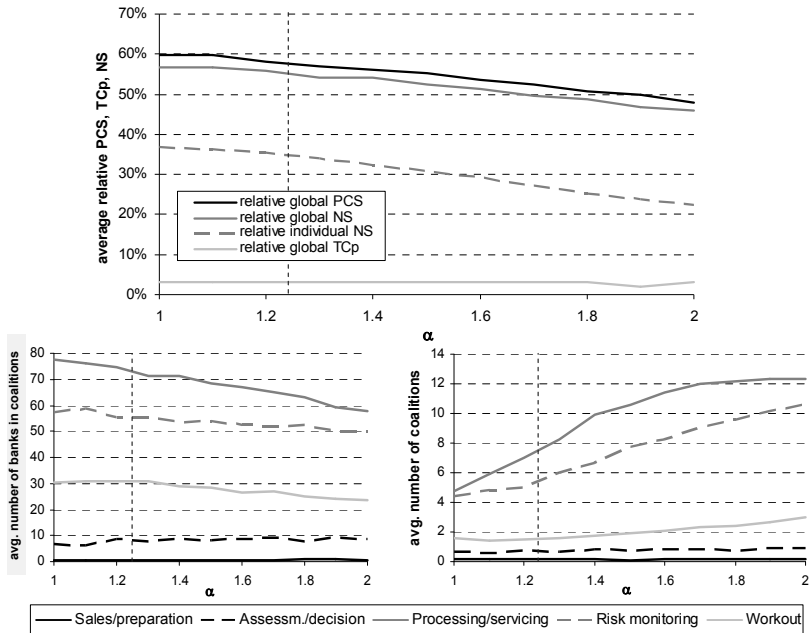 average relative PCS, TCp, NS
70%
60%
50%
40%
30%
20%
10%
0%
relative global PCS
relative global NS
relative individual NS
relative global TCp
1 1.2 1.4 1.6 1.8 2
α
avg. number of banks in coalitions
80
70
60
50
40
30
20
10
0
1 1.2 1.4 1.6 1.8 2
α
avg. number of coalitions
14
12
10
8
6
4
2
0
1 1.2 1.4 1.6 1.8 2
α
Sales/preparation Assessm./decision Processing/servicing Risk monitoring Workout